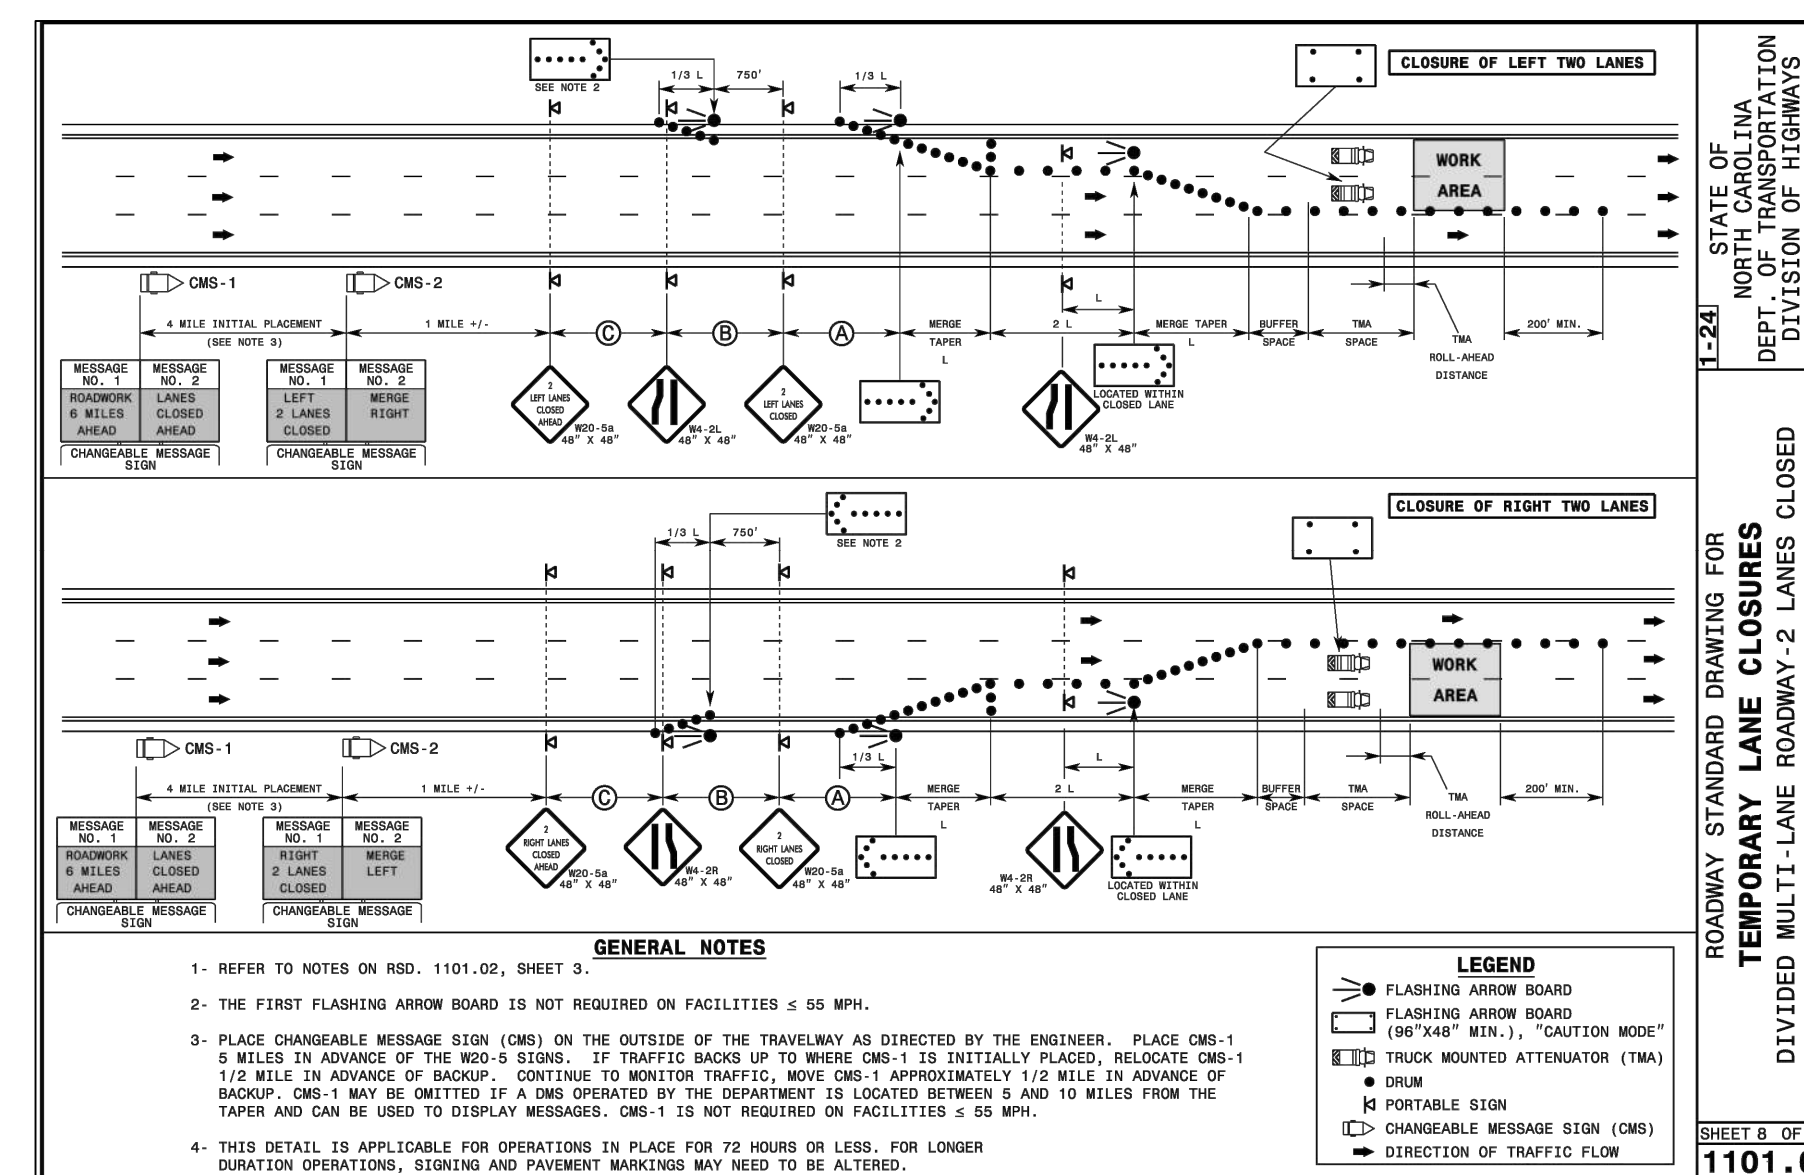 SEE NOTE 2
1/3 L
750'
1/3 L
CLOSURE OF LEFT TWO LANES
WORK
AREA
CMS-1
CMS-2
L
4 MILE INITIAL PLACEMENT
(SEE NOTE 3)
1 MILE +/-
C
B
A
MERGE
TAPER
L
2 L
MERGE TAPER
L
BUFFER
SPACE
TMA
SPACE
TMA
ROLL-AHEAD
DISTANCE
200' MIN.
MESSAGE
NO. 1
MESSAGE
NO. 2
ROADWORK
6 MILES
AHEAD
LANES
CLOSED
AHEAD
CHANGEABLE MESSAGE
SIGN
MESSAGE
NO. 1
MESSAGE
NO. 2
LEFT
2 LANES
CLOSED
MERGE
RIGHT
CHANGEABLE MESSAGE
SIGN
2
LEFT LANES
CLOSED
AHEAD
W20-5a
48" X 48"
W4-2L
48" X 48"
2
LEFT LANES
CLOSED
W20-5a
48" X 48"
LOCATED WITHIN
CLOSED LANE
W4-2L
48" X 48"
SEE NOTE 2
1/3 L
750'
CLOSURE OF RIGHT TWO LANES
WORK
AREA
CMS-1
CMS-2
1/3 L
L
4 MILE INITIAL PLACEMENT
(SEE NOTE 3)
1 MILE +/-
C
B
A
MERGE
TAPER
L
2 L
MERGE
TAPER
L
BUFFER
SPACE
TMA
SPACE
TMA
ROLL-AHEAD
DISTANCE
200' MIN.
MESSAGE
NO. 1
MESSAGE
NO. 2
ROADWORK
6 MILES
AHEAD
LANES
CLOSED
AHEAD
CHANGEABLE MESSAGE
SIGN
MESSAGE
NO. 1
MESSAGE
NO. 2
RIGHT
2 LANES
CLOSED
MERGE
LEFT
CHANGEABLE MESSAGE
SIGN
2
RIGHT LANES
CLOSED
AHEAD
W20-5a
48" X 48"
W4-2R
48" X 48"
2
RIGHT LANES
CLOSED
W20-5a
48" X 48"
W4-2R
48" X 48"
LOCATED WITHIN
CLOSED LANE
GENERAL NOTES
1- REFER TO NOTES ON RSD. 1101.02, SHEET 3.
2- THE FIRST FLASHING ARROW BOARD IS NOT REQUIRED ON FACILITIES ≤ 55 MPH.
3- PLACE CHANGEABLE MESSAGE SIGN (CMS) ON THE OUTSIDE OF THE TRAVELWAY AS DIRECTED BY THE ENGINEER. PLACE CMS-1
5 MILES IN ADVANCE OF THE W20-5 SIGNS. IF TRAFFIC BACKS UP TO WHERE CMS-1 IS INITIALLY PLACED, RELOCATE CMS-1
1/2 MILE IN ADVANCE OF BACKUP. CONTINUE TO MONITOR TRAFFIC, MOVE CMS-1 APPROXIMATELY 1/2 MILE IN ADVANCE OF
BACKUP. CMS-1 MAY BE OMITTED IF A DMS OPERATED BY THE DEPARTMENT IS LOCATED BETWEEN 5 AND 10 MILES FROM THE
TAPER AND CAN BE USED TO DISPLAY MESSAGES. CMS-1 IS NOT REQUIRED ON FACILITIES ≤ 55 MPH.
4- THIS DETAIL IS APPLICABLE FOR OPERATIONS IN PLACE FOR 72 HOURS OR LESS. FOR LONGER
DURATION OPERATIONS, SIGNING AND PAVEMENT MARKINGS MAY NEED TO BE ALTERED.
LEGEND
FLASHING ARROW BOARD
FLASHING ARROW BOARD
(96"X48" MIN.), "CAUTION MODE"
TRUCK MOUNTED ATTENUATOR (TMA)
DRUM
PORTABLE SIGN
CHANGEABLE MESSAGE SIGN (CMS)
DIRECTION OF TRAFFIC FLOW
1-24
STATE OF
NORTH CAROLINA
DEPT. OF TRANSPORTATION
DIVISION OF HIGHWAYS
ROADWAY STANDARD DRAWING FOR
TEMPORARY LANE CLOSURES
DIVIDED MULTI-LANE ROADWAY-2 LANES CLOSED
SHEET 8 OF
1101.